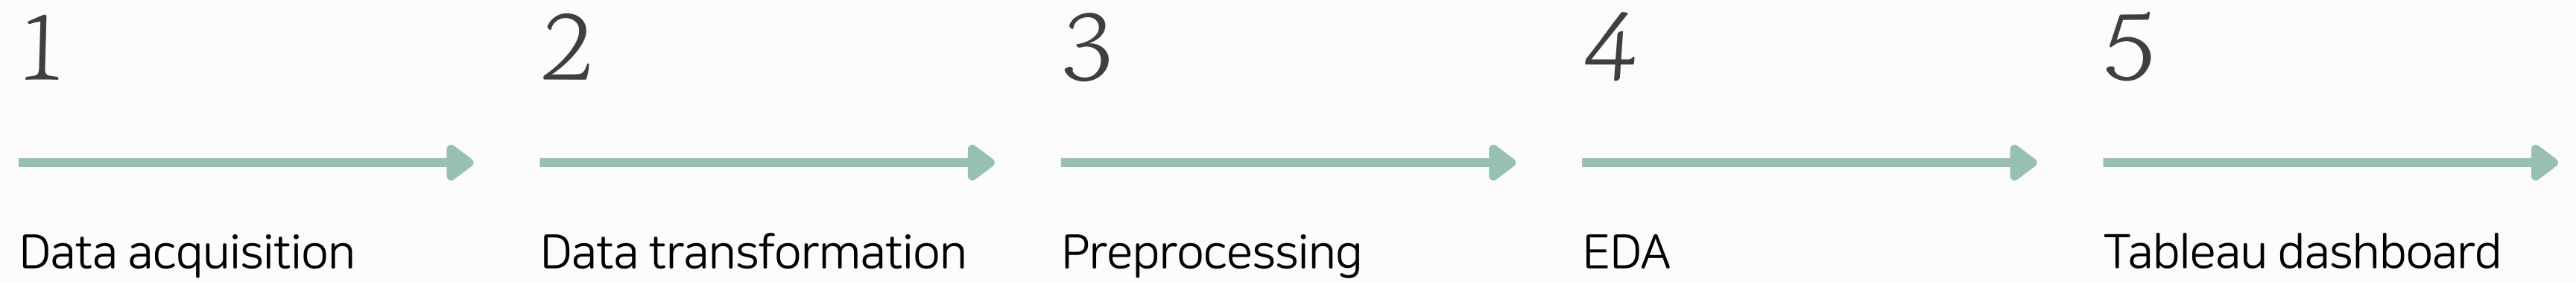 1
2
3
4
5
Data acquisition
Data transformation
Preprocessing
EDA
Tableau dashboard